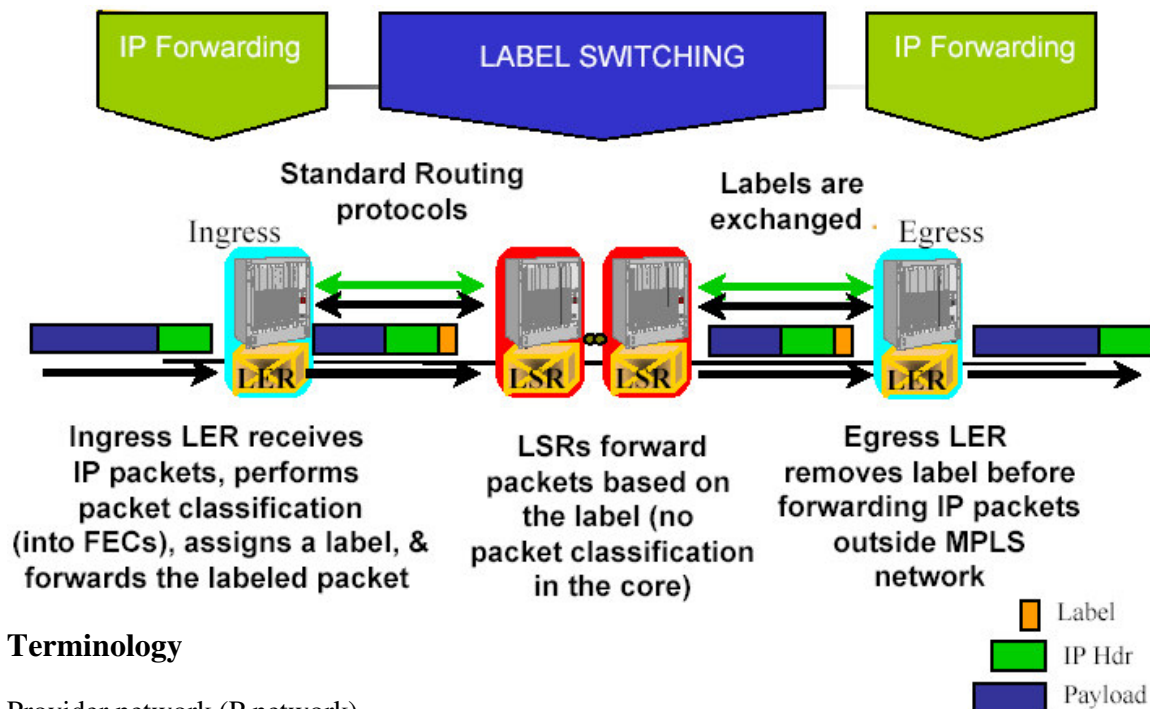 IP Forwarding
LABEL SWITCHING
IP Forwarding
Standard Routing
protocols
Labels are
exchanged .
Ingress
Egress
LER
LSR
LSR
LER
Ingress LER receives
IP packets, performs
packet classification
(into FECs), assigns a label, &
forwards the labeled packet
LSRs forward
packets based on
the label (no
packet classification
in the core)
Egress LER
removes label before
forwarding IP packets
outside MPLS
network
Label
IP Hdr
Payload
Terminology
Provider network (P network)